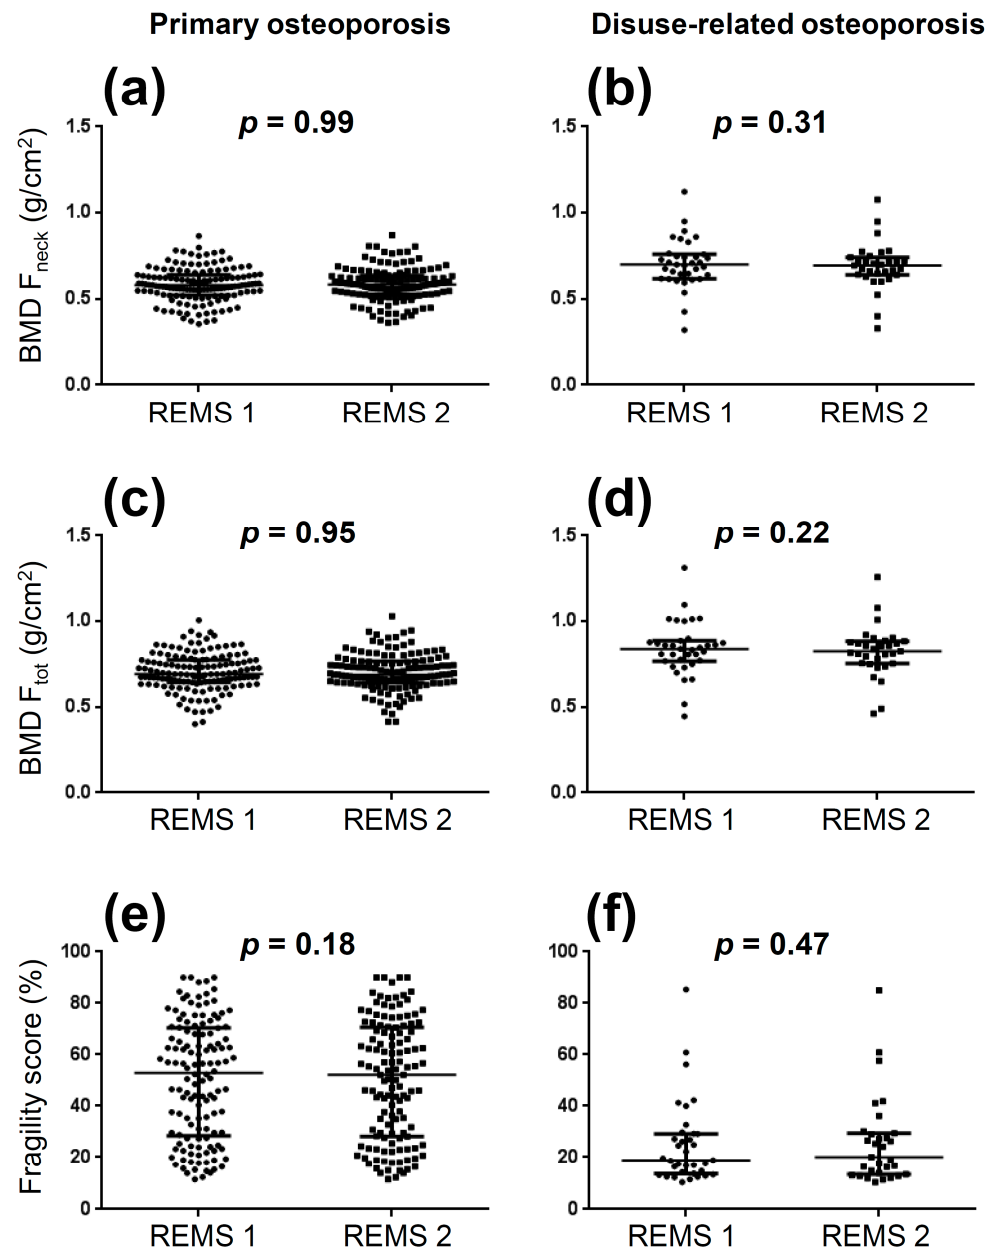 Primary osteoporosis
Disuse-related osteoporosis
(a)
p = 0.99
BMD Fneck (g/cm2)
1.5
1.0
0.5
0.0
REMS 1
REMS 2
(b)
p = 0.31
1.5
1.0
0.5
0.0
REMS 1
REMS 2
(c)
p = 0.95
BMD Ftot (g/cm2)
1.5
1.0
0.5
0.0
REMS 1
REMS 2
(d)
p = 0.22
1.5
1.0
0.5
0.0
REMS 1
REMS 2
(e)
p = 0.18
Fragility score (%)
100
80
60
40
20
0
REMS 1
REMS 2
(f)
p = 0.47
100
80
60
40
20
0
REMS 1
REMS 2